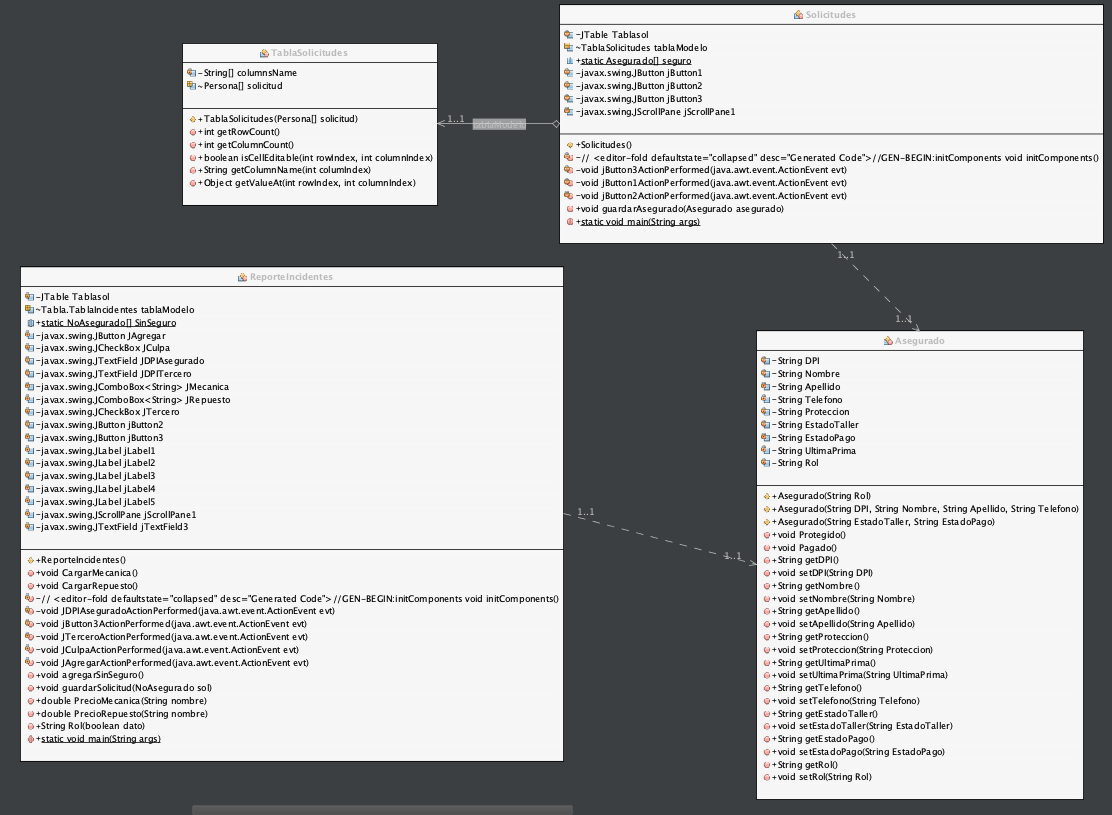 TablaSolicitudes
-String[] columnsName
~Persona[] solicitud
+TablaSolicitudes(Persona[] solicitud)
+int getRowCount()
+int getColumnCount()
+boolean isCellEditable(int rowIndex, int columnIndex)
+String getColumnName(int columIndex)
+Object getValueAt(int rowIndex, int columnIndex)
1..1
tablaModelo
Solicitudes
-JTable Tablasol
~TablaSolicitudes tablaModelo
+static Asegurado[] seguro
-javax.swing.JButton jButton1
-javax.swing.JButton jButton2
-javax.swing.JButton jButton3
-javax.swing.JScrollPane jScrollPane1
+Solicitudes()
-// <editor-fold defaultstate="collapsed" desc="Generated Code">//GEN-BEGIN:initComponents void initComponents()
-void jButton3ActionPerformed(java.awt.event.ActionEvent evt)
-void jButton1ActionPerformed(java.awt.event.ActionEvent evt)
-void jButton2ActionPerformed(java.awt.event.ActionEvent evt)
+void guardarAsegurado(Asegurado asegurado)
+static void main(String args)
1..1
1..1
ReporteIncidentes
-JTable Tablasol
~Tabla.TablaIncidentes tablaModelo
+static NoAsegurado[] SinSeguro
-javax.swing.JButton JAgregar
-javax.swing.JCheckBox JCulpa
-javax.swing.JTextField JDPIAsegurado
-javax.swing.JTextField JDPITercero
-javax.swing.JComboBox<String> JMecanica
-javax.swing.JComboBox<String> JRepuesto
-javax.swing.JCheckBox JTercero
-javax.swing.JButton jButton2
-javax.swing.JButton jButton3
-javax.swing.JLabel jLabel1
-javax.swing.JLabel jLabel2
-javax.swing.JLabel jLabel3
-javax.swing.JLabel jLabel4
-javax.swing.JLabel jLabel5
-javax.swing.JScrollPane jScrollPane1
-javax.swing.JTextField jTextField3
+ReporteIncidentes()
+void CargarMecanica()
+void CargarRepuesto()
-// <editor-fold defaultstate="collapsed" desc="Generated Code">//GEN-BEGIN:initComponents void initComponents()
-void JDPIAseguradoActionPerformed(java.awt.event.ActionEvent evt)
-void jButton3ActionPerformed(java.awt.event.ActionEvent evt)
-void JTerceroActionPerformed(java.awt.event.ActionEvent evt)
-void JCulpaActionPerformed(java.awt.event.ActionEvent evt)
-void JAgregarActionPerformed(java.awt.event.ActionEvent evt)
+void agregarSinSeguro()
+void guardarSolicitud(NoAsegurado sol)
+double PrecioMecanica(String nombre)
+double PrecioRepuesto(String nombre)
+String Rol(boolean dato)
+static void main(String args)
1..1
1..1
Asegurado
-String DPI
-String Nombre
-String Apellido
-String Telefono
-String Proteccion
-String EstadoTaller
-String EstadoPago
-String UltimaPrima
-String Rol
+Asegurado(String Rol)
+Asegurado(String DPI, String Nombre, String Apellido, String Telefono)
+Asegurado(String EstadoTaller, String EstadoPago)
+void Protegido()
+void Pagado()
+String getDPI()
+void setDPI(String DPI)
+String getNombre()
+void setNombre(String Nombre)
+String getApellido()
+void setApellido(String Apellido)
+String getProteccion()
+void setProteccion(String Proteccion)
+String getUltimaPrima()
+void setUltimaPrima(String UltimaPrima)
+String getTelefono()
+void setTelefono(String Telefono)
+String getEstadoTaller()
+void setEstadoTaller(String EstadoTaller)
+String getEstadoPago()
+void setEstadoPago(String EstadoPago)
+String getRol()
+void setRol(String Rol)